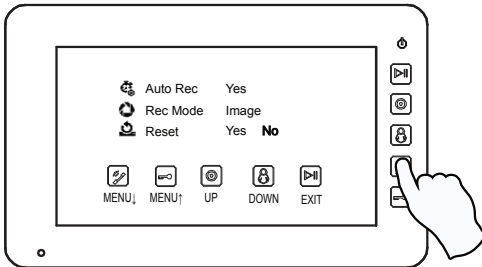 Auto Rec Yes
Rec Mode Image
Reset Yes No
MENU↓ MENU↑ UP DOWN EXIT